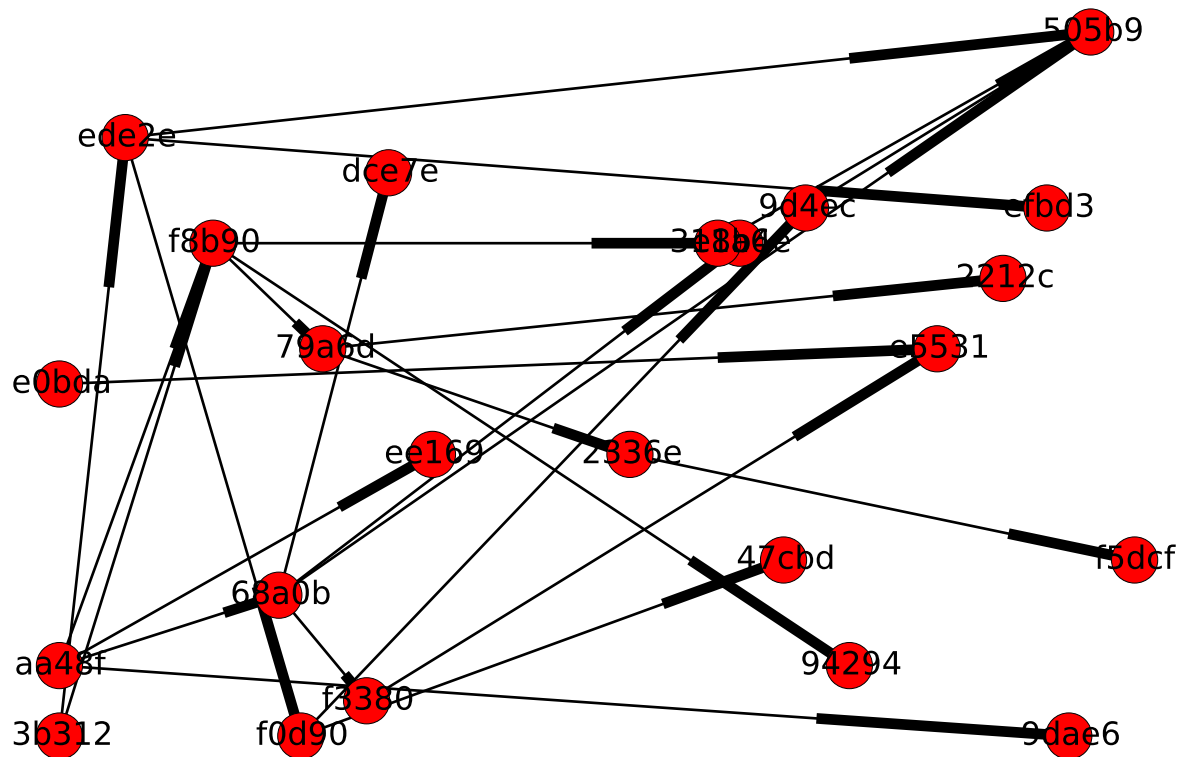 505b9
ede2e
dce7e
9d4ec
efbd3
f8b90
2212c
79a6d
e5531
e0bda
ee169
2336e
47cbd
f5dcf
68a0b
aa48f
94294
f3380
3b312
f0d90
9dae6